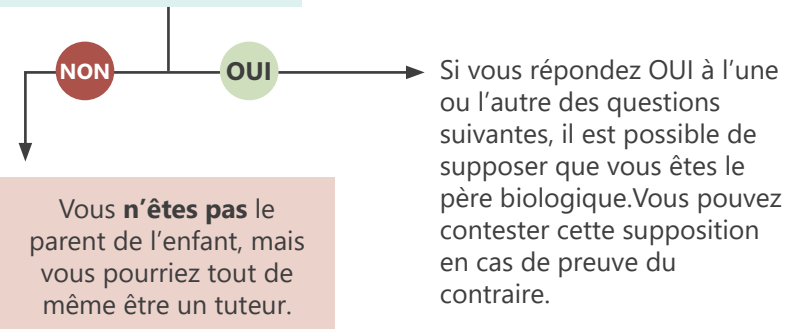 NON
OUI
Si vous répondez OUI à l’une
ou l’autre des questions
suivantes, il est possible de
supposer que vous êtes le
père biologique.Vous pouvez
contester cette supposition
en cas de preuve du
contraire.
Vous n’êtes pas le
parent de l’enfant, mais
vous pourriez tout de
même être un tuteur.